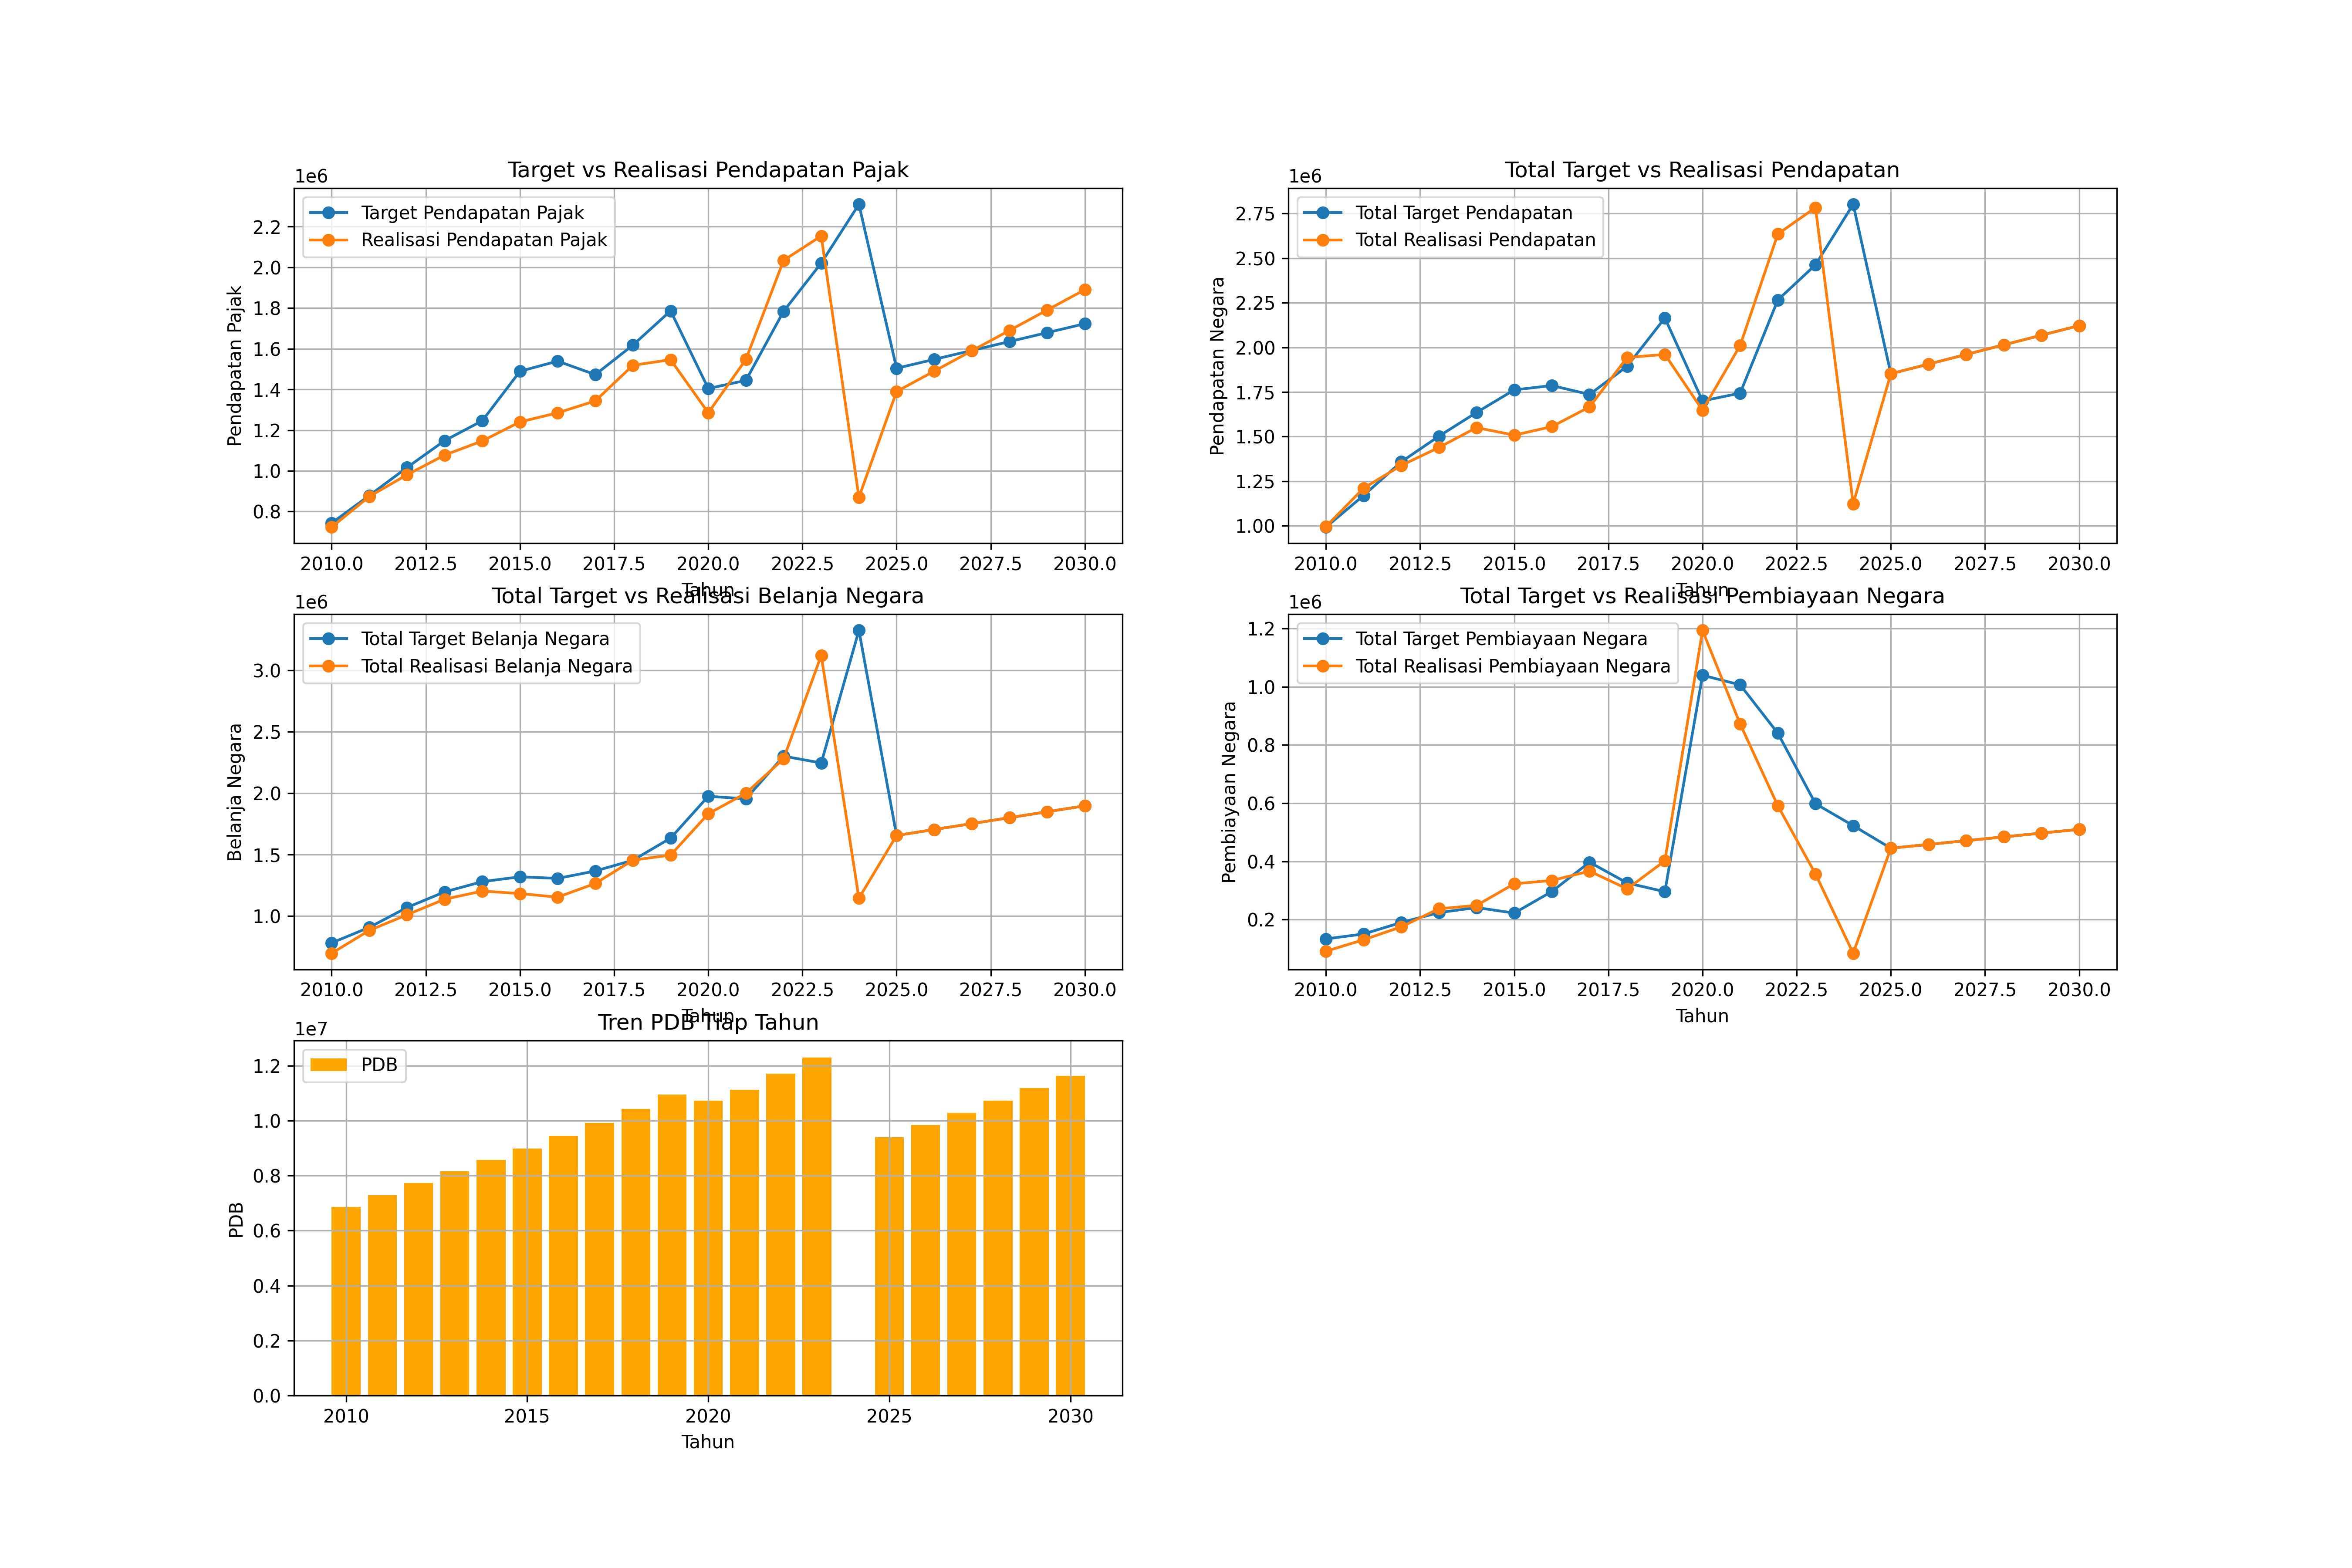 Target vs Realisasi Pendapatan Pajak
1e6
Target Pendapatan Pajak
Realisasi Pendapatan Pajak
Pendapatan Pajak
2.2
2.0
1.8
1.6
1.4
1.2
1.0
0.8
2010.0 2012.5 2015.0 2017.5 2020.0 2022.5 2025.0 2027.5 2030.0
Tahun
Total Target vs Realisasi Pendapatan
1e6
Total Target Pendapatan
Total Realisasi Pendapatan
Pendapatan Negara
2.75
2.50
2.25
2.00
1.75
1.50
1.25
1.00
2010.0 2012.5 2015.0 2017.5 2020.0 2022.5 2025.0 2027.5 2030.0
Tahun
Total Target vs Realisasi Belanja Negara
1e6
Total Target Belanja Negara
Total Realisasi Belanja Negara
Belanja Negara
3.0
2.5
2.0
1.5
1.0
2010.0 2012.5 2015.0 2017.5 2020.0 2022.5 2025.0 2027.5 2030.0
Tahun
Total Target vs Realisasi Pembiayaan Negara
1e6
Total Target Pembiayaan Negara
Total Realisasi Pembiayaan Negara
Pembiayaan Negara
1.2
1.0
0.8
0.6
0.4
0.2
2010.0 2012.5 2015.0 2017.5 2020.0 2022.5 2025.0 2027.5 2030.0
Tahun
Tren PDB Tiap Tahun
1e7
PDB
PDB
1.2
1.0
0.8
0.6
0.4
0.2
0.0
2010 2015 2020 2025 2030
Tahun